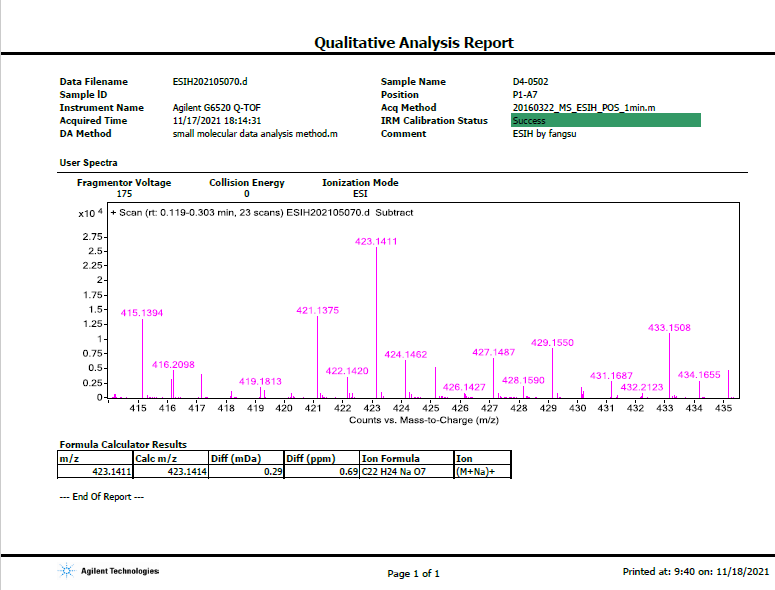 Qualitative Analysis Report
Data Filename ESIH202105070.d Sample Name D4-0502
Sample ID Position P1-A7
Instrument Name Agilent G6520 Q-TOF Acq Method 20160322_MS_ESIH_POS_1min.m
Acquired Time 11/17/2021 18:14:31 IRM Calibration Status Success
DA Method small molecular data analysis method.m Comment ESIH by fangsu
User Spectra
Fragmentor Voltage Collision Energy Ionization Mode
175 0 ESI
x10 4 + Scan (rt: 0.119-0.303 min, 23 scans) ESIH202105070.d Subtract
2.75
2.5
2.25
2
1.75
1.5
1.25
1
0.75
0.5
0.25
0
423.1411
415.1394
421.1375
433.1508
429.1550
427.1487
424.1462
416.2098
422.1420
431.1687
434.1655
428.1590
419.1813
426.1427
432.2123
415 416 417 418 419 420 421 422 423 424 425 426 427 428 429 430 431 432 433 434 435
Counts vs. Mass-to-Charge (m/z)
Formula Calculator Results
m/z Calc m/z Diff (mDa) Diff (ppm) Ion Formula Ion
423.1411 423.1414 0.29 0.69 C22 H24 Na O7 (M+Na)+
--- End Of Report ---
Agilent Technologies Page 1 of 1 Printed at: 9:40 on: 11/18/2021